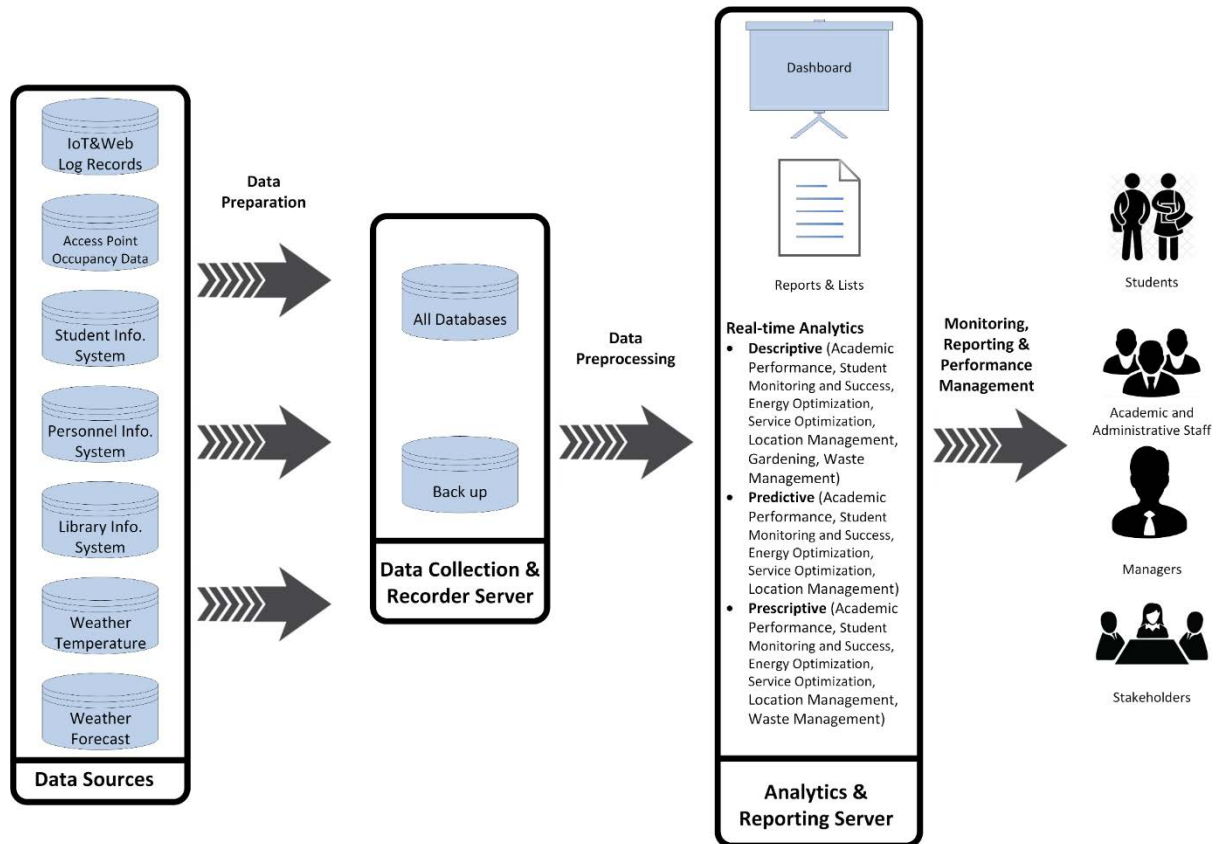 IoT&Web
Log Records
Access Point
Occupancy Data
Student Info.
System
Personnel Info.
System
Library Info.
System
Weather
Temperature
Weather
Forecast
Data Sources
Data
Preparation
All Databases
Back up
Data Collection &
Recorder Server
Data
Preprocessing
Dashboard
Reports & Lists
Real-time Analytics
• Descriptive (Academic
Performance, Student
Monitoring and Success,
Energy Optimization,
Service Optimization,
Location Management,
Gardening, Waste
Management)
• Predictive (Academic
Performance, Student
Monitoring and Success,
Energy Optimization,
Service Optimization,
Location Management)
• Prescriptive (Academic
Performance, Student
Monitoring and Success,
Energy Optimization,
Service Optimization,
Location Management,
Waste Management)
Analytics &
Reporting Server
Monitoring,
Reporting &
Performance
Management
Students
Academic and
Administrative Staff
Managers
Stakeholders